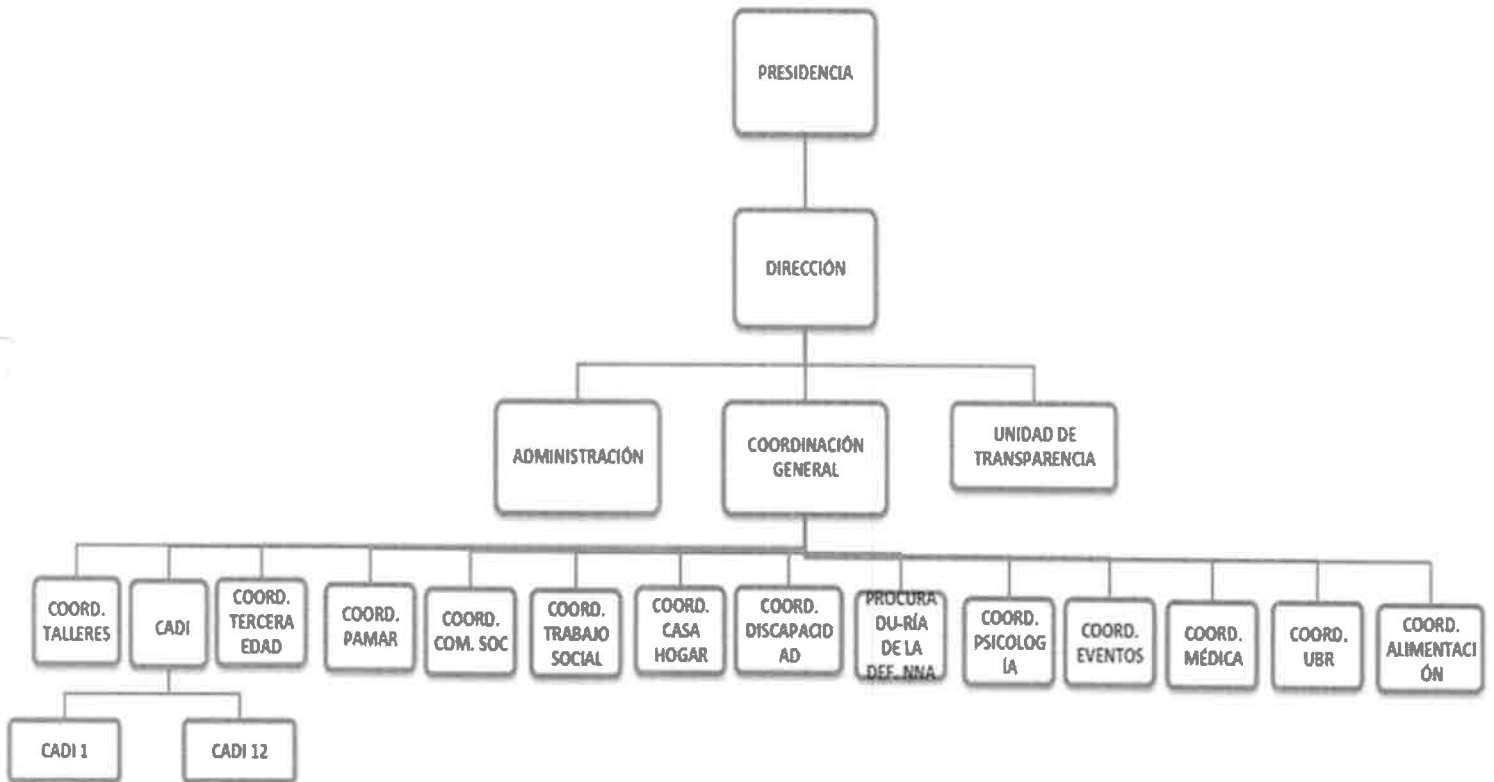 PRESIDENCIA
DIRECCIÓN
ADMINISTRACIÓN
COORDINACIÓN
GENERAL
UNIDAD DE
TRANSPARENCIA
COORD.
TALLERES
CADI
COORD.
TERCERA
EDAD
COORD.
PAMAR
COORD.
COM. SOC
COORD.
TRABAJO
SOCIAL
COORD.
CASA
HOGAR
COORD.
DISCAPACID
AD
PROCURA
DU-RÍA
DE LA
DEF. NNA
COORD.
PSICOLOG
ÍA
COORD.
EVENTOS
COORD.
MÉDICA
COORD.
UBR
COORD.
ALIMENTACI
ÓN
CADI 1
CADI 12